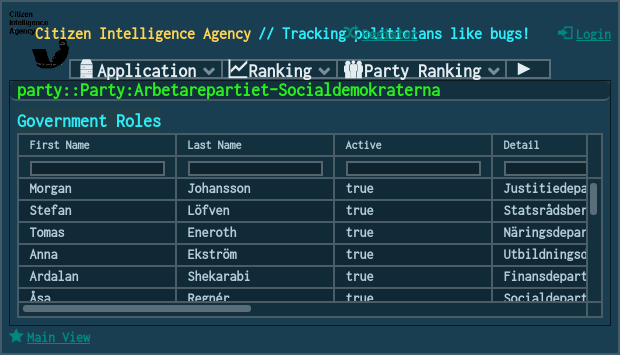 Citizen
Intelligence
Agency
Citizen Intelligence Agency // Tracking politicians like bugs!
Register
Login
Application Ranking Party Ranking
party::Party:Arbetarepartiet-Socialdemokraterna
Government Roles
First Name Last Name Active Detail
Morgan Johansson true Justitiedepa
Stefan Löfven true Statsrådsber
Tomas Eneroth true Näringsdepar
Anna Ekström true Utbildningsd
Ardalan Shekarabi true Finansdepart
Åsa Regnér true Socialdepart
Main View